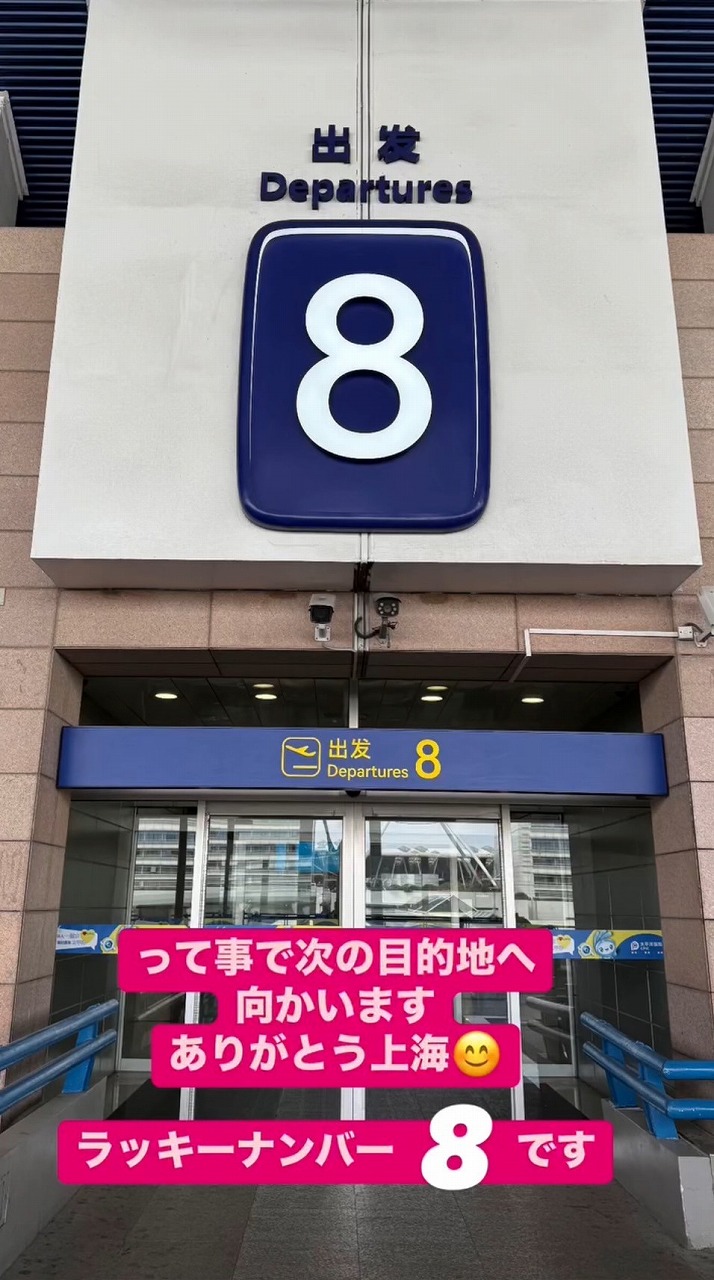 出发
Departures
8
出发
Departures 8
って事で次の目的地へ
向かいます
ありがとう上海😊
ラッキーナンバー 8 です